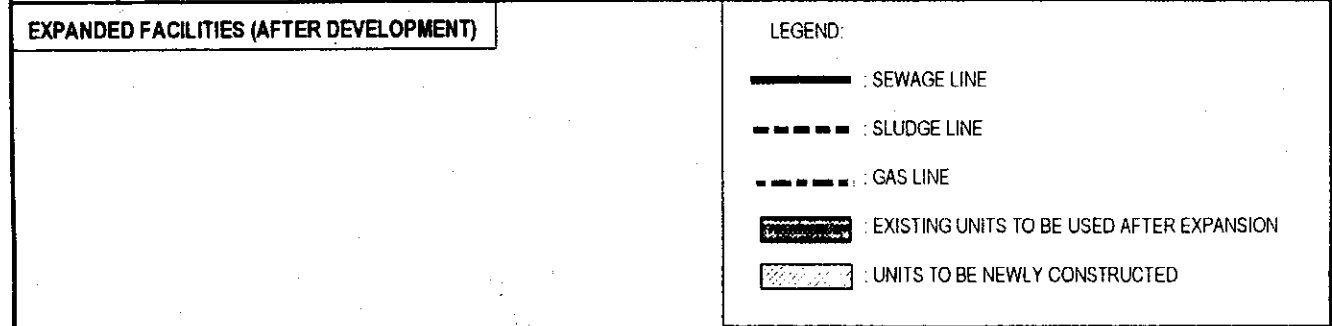 EXPANDED FACILITIES (AFTER DEVELOPMENT)
LEGEND:
: SEWAGE LINE
: SLUDGE LINE
: GAS LINE
: EXISTING UNITS TO BE USED AFTER EXPANSION
: UNITS TO BE NEWLY CONSTRUCTED